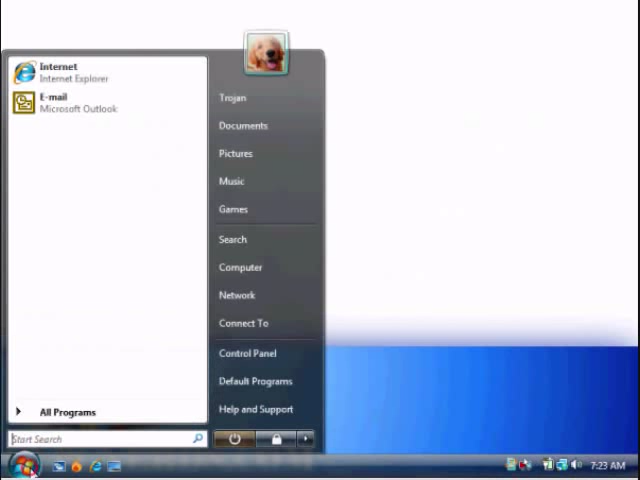 Internet
Internet Explorer
E-mail
Microsoft Outlook
All Programs
Start Search
Trojan
Documents
Pictures
Music
Games
Search
Computer
Network
Connect To
Control Panel
Default Programs
Help and Support
7:23 AM